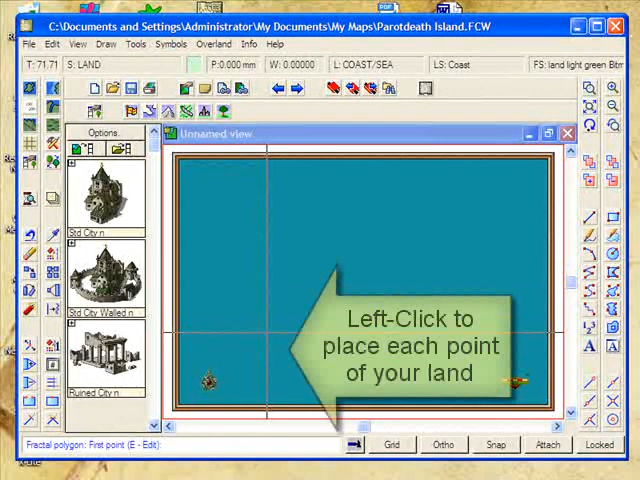 C:\Documents and Settings\Administrator\My Documents\My Maps\Parotdeath Island.FCW
File Edit View Draw Tools Symbols Overland Info Help
T: 71.71 S: LAND P:0.000 mm W: 0.00000 L: COAST/SEA LS: Coast FS: land light green Bitm
Options.
Unnamed view
Std City n
Std City Walled n
Ruined City n
Left-Click to
place each point
of your land
Fractal polygon: First point (E - Edit):
Grid Ortho Snap Attach Locked